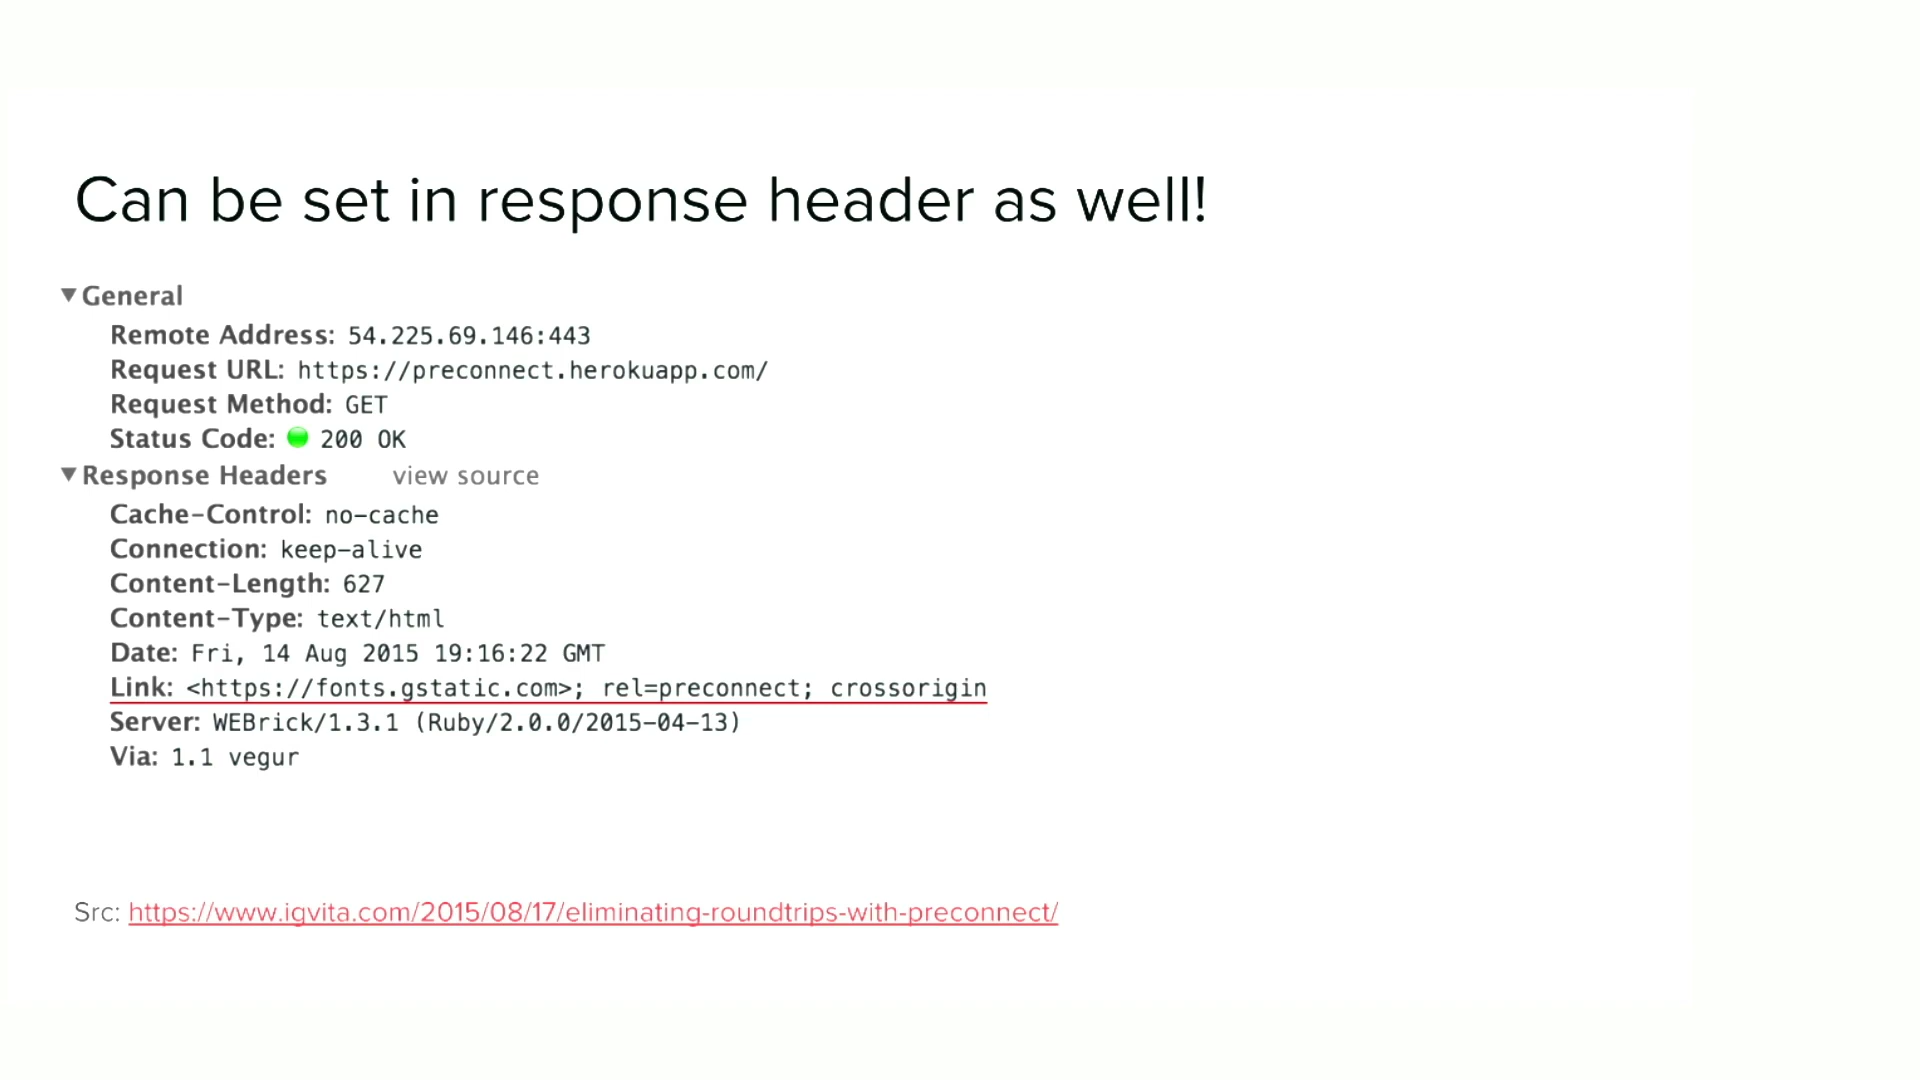 Can be set in response header as well!
▼ General
Remote Address: 54.225.69.146:443
Request URL: https://preconnect.herokuapp.com/
Request Method: GET
Status Code: 200 OK
▼ Response Headers view source
Cache-Control: no-cache
Connection: keep-alive
Content-Length: 627
Content-Type: text/html
Date: Fri, 14 Aug 2015 19:16:22 GMT
Link: <https://fonts.gstatic.com>; rel=preconnect; crossorigin
Server: WEBrick/1.3.1 (Ruby/2.0.0/2015-04-13)
Via: 1.1 vegur
Src: https://www.igvita.com/2015/08/17/eliminating-roundtrips-with-preconnect/